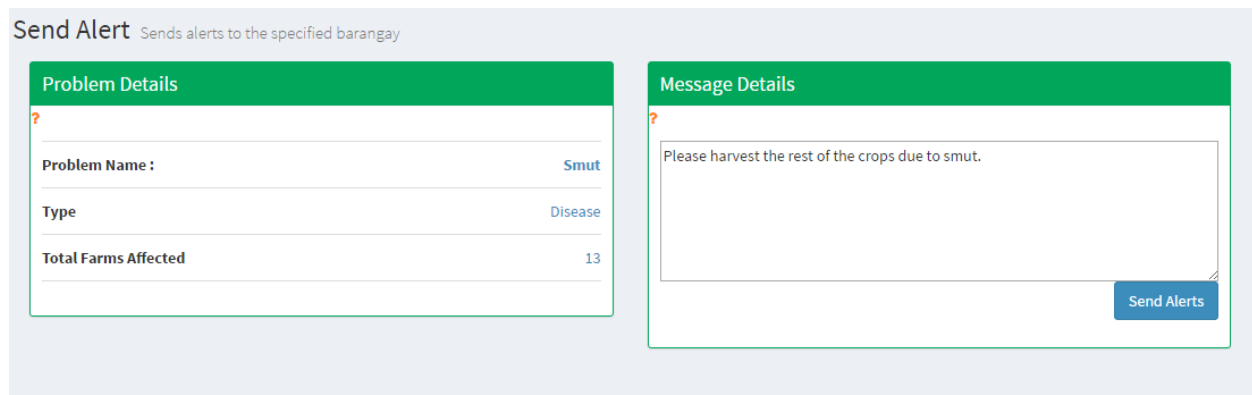 Send Alert Sends alerts to the specified barangay
Problem Details
?
Problem Name : Smut
Type Disease
Total Farms Affected 13
Message Details
?
Please harvest the rest of the crops due to smut.
Send Alerts